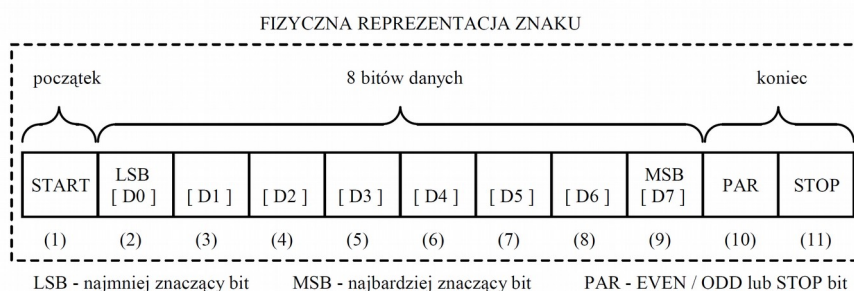 FIZYCZNA REPREZENTACJA ZNAKU
początek 8 bitów danych koniec
START LSB [ D0 ] [ D1 ] [ D2 ] [ D3 ] [ D4 ] [ D5 ] [ D6 ] MSB [ D7 ] PAR STOP
(1) (2) (3) (4) (5) (6) (7) (8) (9) (10) (11)
LSB - najmniej znaczący bit MSB - najbardziej znaczący bit PAR - EVEN / ODD lub STOP bit